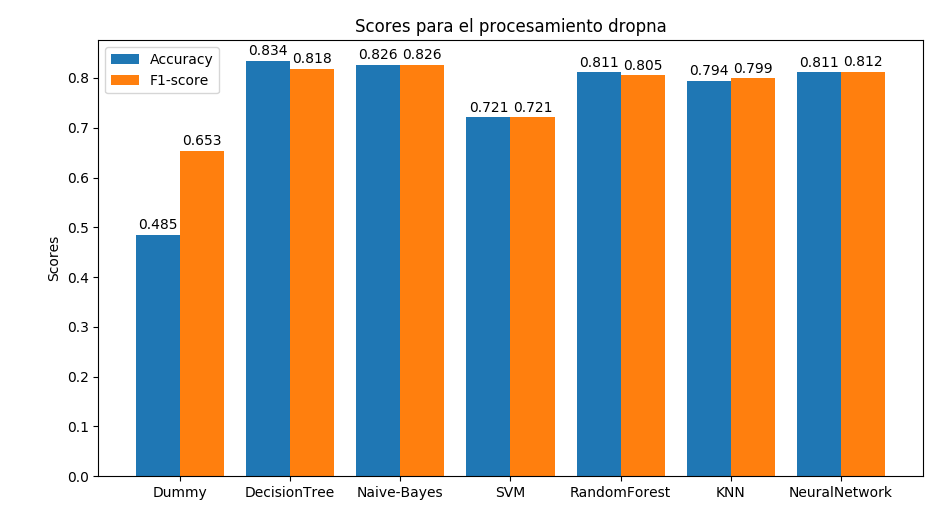 Scores para el procesamiento dropna
Accuracy
F1-score
0.485
0.653
0.834
0.818
0.826
0.826
0.721
0.721
0.811
0.805
0.794
0.799
0.811
0.812
Scores
0.8
0.7
0.6
0.5
0.4
0.3
0.2
0.1
0.0
Dummy
DecisionTree
Naive-Bayes
SVM
RandomForest
KNN
NeuralNetwork